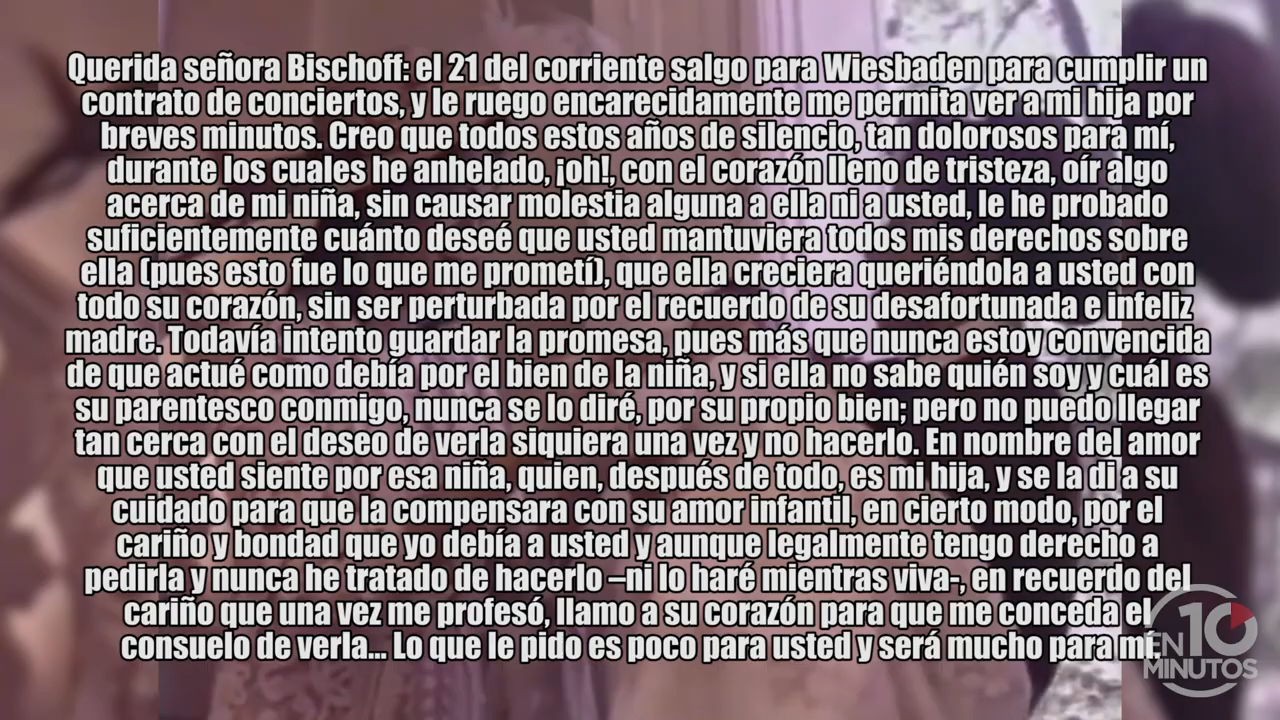 Querida señora Bischoff: el 21 del corriente salgo para Wiesbaden para cumplir un
contrato de conciertos, y le ruego encarecidamente me permita ver a mi hija por
breves minutos. Creo que todos estos años de silencio, tan dolorosos para mí,
durante los cuales he anhelado, ¡oh!, con el corazón lleno de tristeza, oír algo
acerca de mi niña, sin causar molestia alguna a ella ni a usted, le he probado
suficientemente cuánto deseé que usted mantuviera todos mis derechos sobre
ella (pues esto fue lo que me prometí), que ella creciera queriéndola a usted con
todo su corazón, sin ser perturbada por el recuerdo de su desafortunada e infeliz
madre. Todavía intento guardar la promesa, pues más que nunca estoy convencida
de que actué como debía por el bien de la niña, y si ella no sabe quién soy y cuál es
su parentesco conmigo, nunca se lo diré, por su propio bien; pero no puedo llegar
tan cerca con el deseo de verla siquiera una vez y no hacerlo. En nombre del amor
que usted siente por esa niña, quien, después de todo, es mi hija, y se la di a su
cuidado para que la compensara con su amor infantil, en cierto modo, por el
cariño y bondad que yo debía a usted y aunque legalmente tengo derecho a
pedirla y nunca he tratado de hacerlo –ni lo haré mientras viva-, en recuerdo del
cariño que una vez me profesó, llamo a su corazón para que me conceda el
consuelo de verla... Lo que le pido es poco para usted y será mucho para mí.
EN 10
MINUTOS